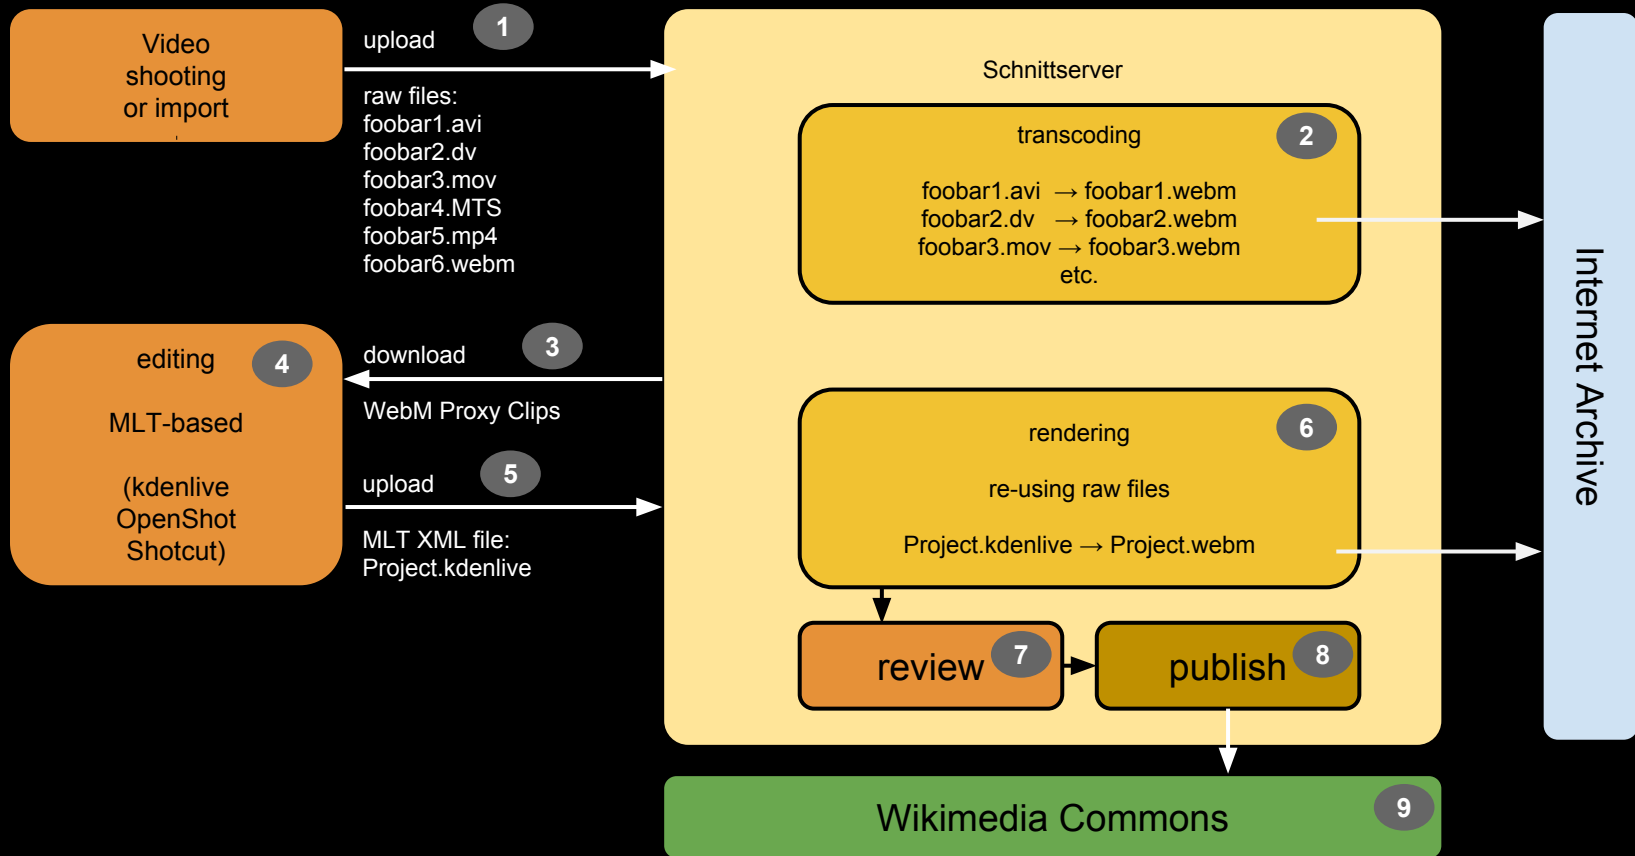 Video
shooting
or import
upload
1
raw files:
foobar1.avi
foobar2.dv
foobar3.mov
foobar4.MTS
foobar5.mp4
foobar6.webm
Schnittserver
transcoding
2
foobar1.avi → foobar1.webm
foobar2.dv → foobar2.webm
foobar3.mov → foobar3.webm
etc.
download
3
WebM Proxy Clips
editing
4
MLT-based
(kdenlive
OpenShot
Shotcut)
upload
5
MLT XML file:
Project.kdenlive
rendering
6
re-using raw files
Project.kdenlive → Project.webm
review
7
publish
8
Internet Archive
Wikimedia Commons
9